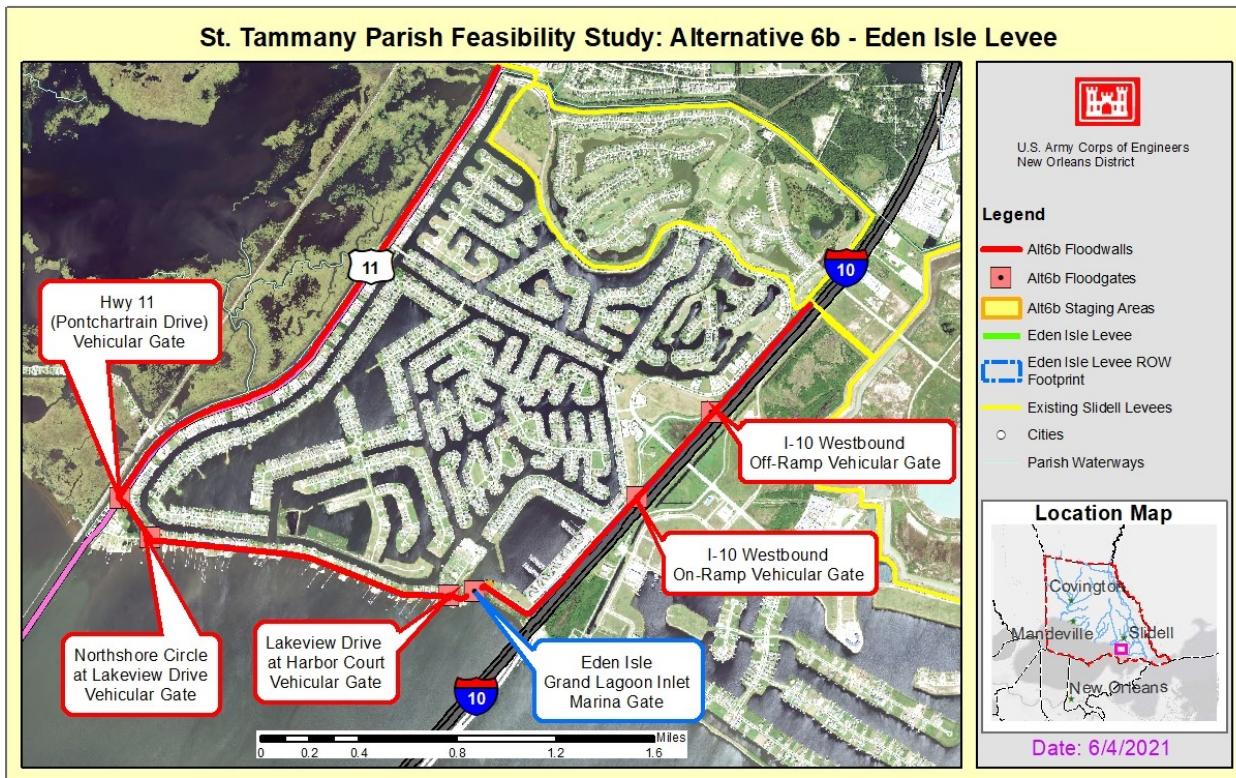 St. Tammany Parish Feasibility Study: Alternative 6b - Eden Isle Levee
11
10
Hwy 11
(Pontchartrain Drive)
Vehicular Gate
I-10 Westbound
Off-Ramp Vehicular Gate
I-10 Westbound
On-Ramp Vehicular Gate
Northshore Circle
at Lakeview Drive
Vehicular Gate
Lakeview Drive
at Harbor Court
Vehicular Gate
Eden Isle
Grand Lagoon Inlet
Marina Gate
10
Miles
0 0.2 0.4 0.8 1.2 1.6
U.S. Army Corps of Engineers
New Orleans District
Legend
Alt6b Floodwalls
Alt6b Floodgates
Alt6b Staging Areas
Eden Isle Levee
Eden Isle Levee ROW
Footprint
Existing Slidell Levees
Cities
Parish Waterways
Location Map
Covington
Mandeville
Slidell
New Orleans
Date: 6/4/2021